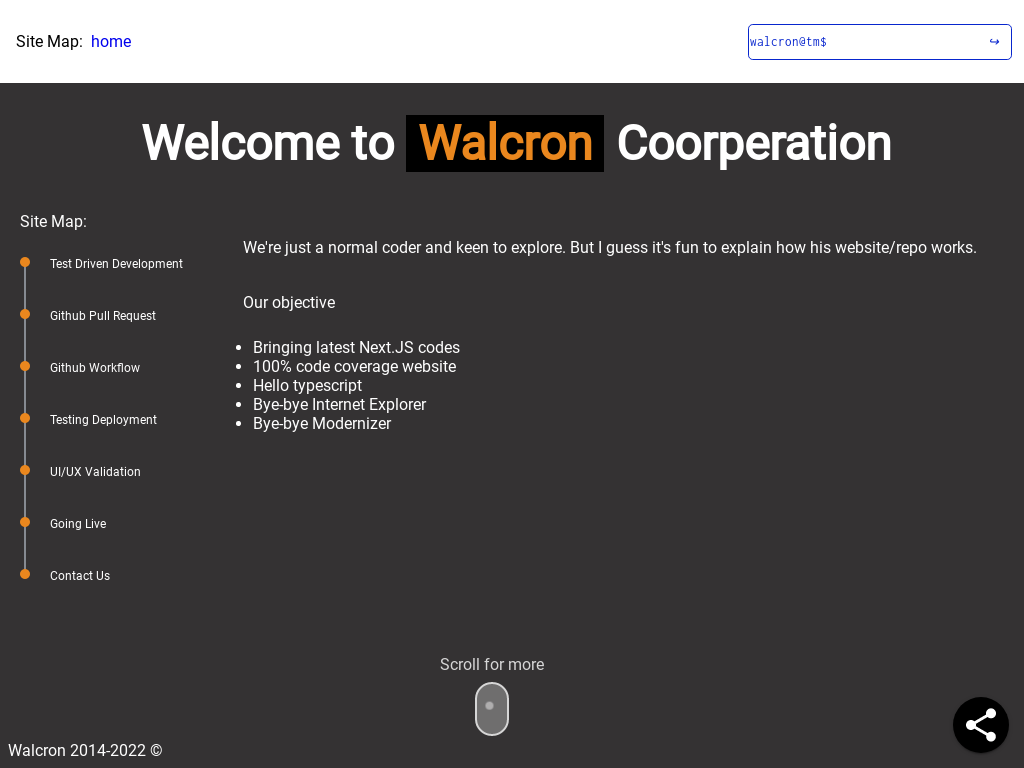 Site Map: home
walcron@tm$ ↪
Welcome to Walcron Coorperation
Site Map:
Test Driven Development
Github Pull Request
Github Workflow
Testing Deployment
UI/UX Validation
Going Live
Contact Us
We're just a normal coder and keen to explore. But I guess it's fun to explain how his website/repo works.
Our objective
• Bringing latest Next.JS codes
• 100% code coverage website
• Hello typescript
• Bye-bye Internet Explorer
• Bye-bye Modernizer
Scroll for more
Walcron 2014-2022 ©